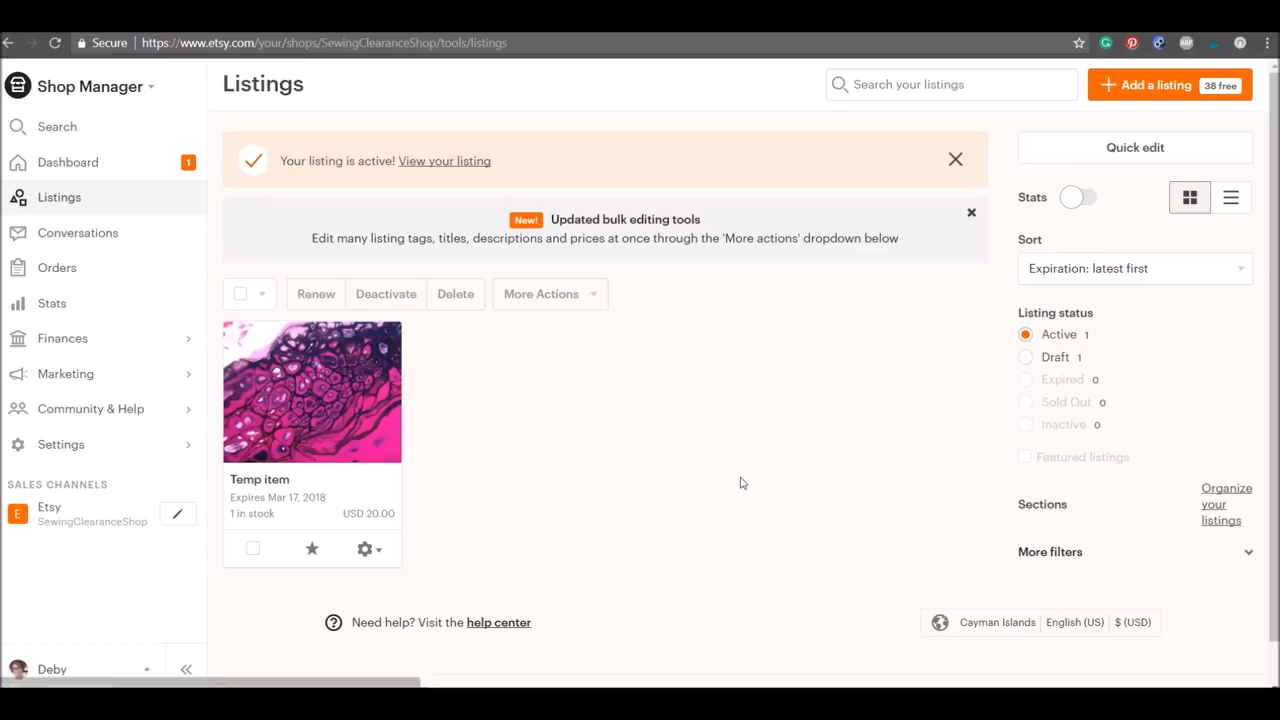 Secure
https://www.etsy.com/your/shops/SewingClearanceShop/tools/listings
ABP
Shop Manager
Search
Dashboard 1
Listings
Conversations
Orders
Stats
Finances
Marketing
Community & Help
Settings
SALES CHANNELS
E Etsy
SewingClearanceShop
Deby
Listings
Search your listings
Add a listing 38 free
Your listing is active! View your listing
New! Updated bulk editing tools
Edit many listing tags, titles, descriptions and prices at once through the 'More actions' dropdown below
Renew Deactivate Delete More Actions
Temp item
Expires Mar 17, 2018
1 in stock USD 20.00
Quick edit
Stats
Sort
Expiration: latest first
Listing status
Active 1
Draft 1
Expired 0
Sold Out 0
Inactive 0
Featured listings
Sections Organize
your
listings
More filters
Need help? Visit the help center
Cayman Islands English (US) $ (USD)